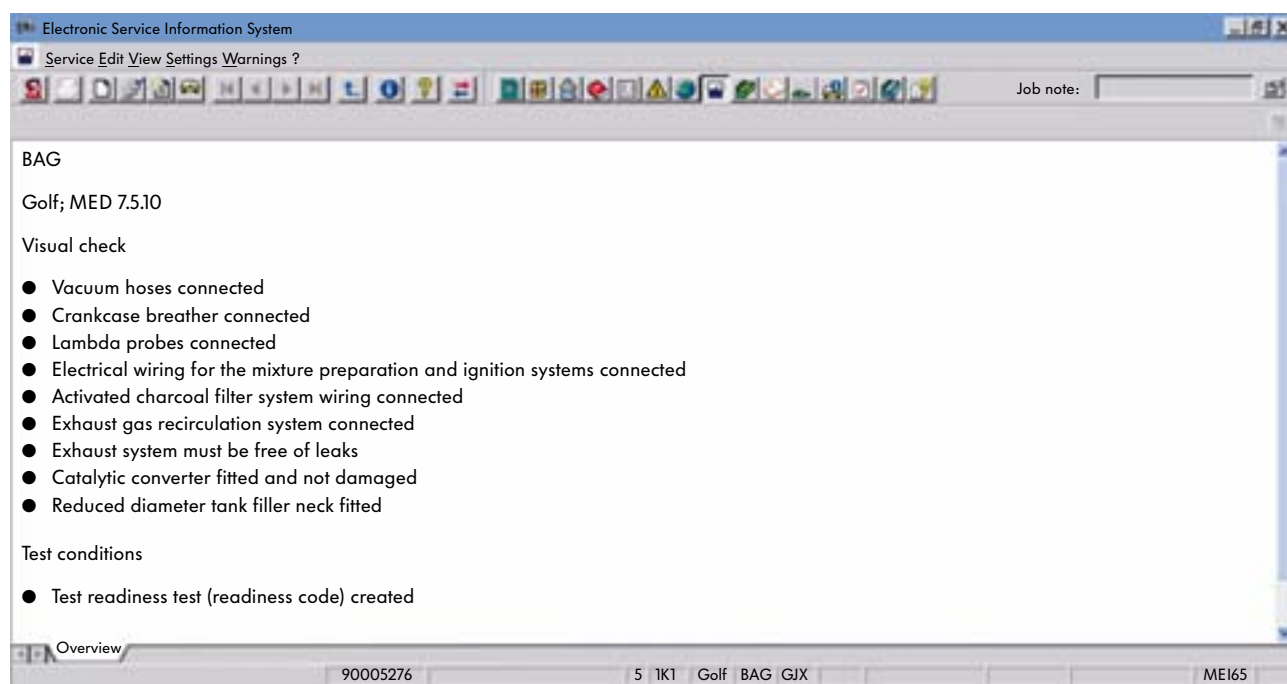 Electronic Service Information System
Service Edit View Settings Warnings ?
Job note:
BAG
Golf; MED 7.5.10
Visual check
● Vacuum hoses connected
● Crankcase breather connected
● Lambda probes connected
● Electrical wiring for the mixture preparation and ignition systems connected
● Activated charcoal filter system wiring connected
● Exhaust gas recirculation system connected
● Exhaust system must be free of leaks
● Catalytic converter fitted and not damaged
● Reduced diameter tank filler neck fitted
Test conditions
● Test readiness test (readiness code) created
Overview
90005276 5 1K1 Golf BAG GJX MEI65